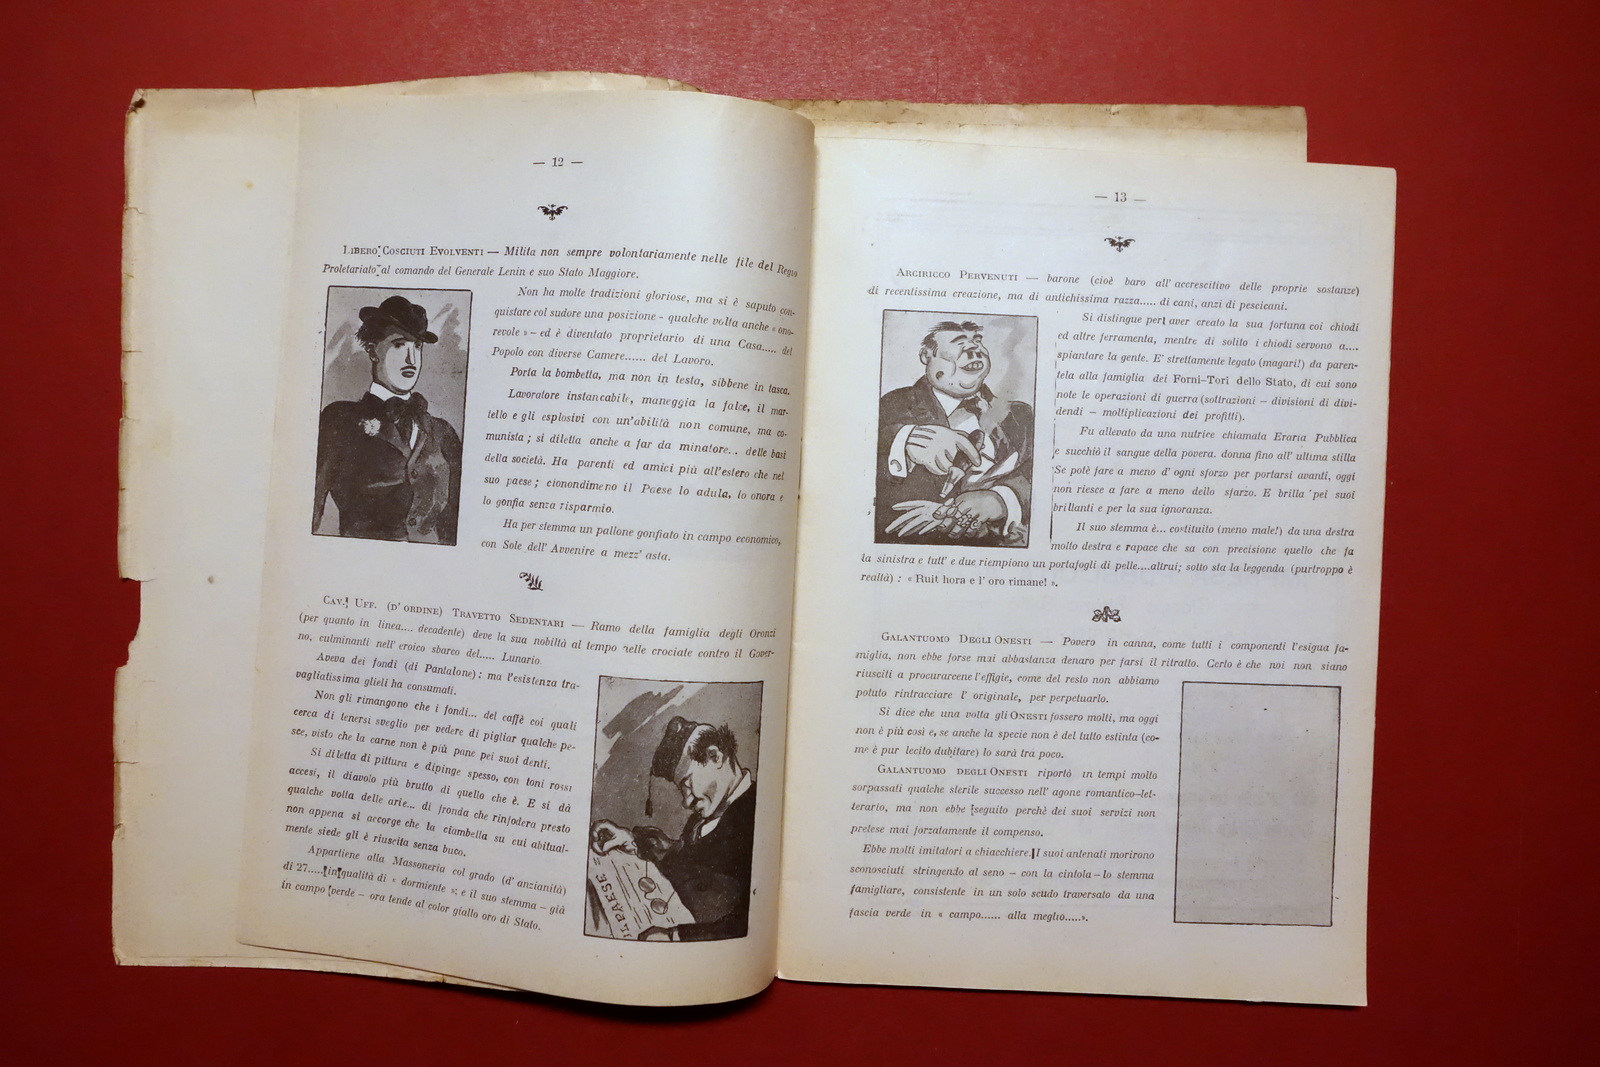 — 12 —
Libero Cosciuti Evolventi — Milita non sempre volontariamente nelle file del Regno
Proletariato al comando del Generale Lenin e suo Stato Maggiore.
Non ha molte tradizioni gloriose, ma si è saputo con-
quistare col sudore una posizione - qualche volta anche « ono-
revole » – ed è diventato proprietario di una Casa..... del
Popolo con diverse Camere...... del Lavoro.
Porta la bombetta, ma non in testa, sibbene in tasca.
Lavoratore instancabile, maneggia la falce, il mar-
tello e gli esplosivi con un'abilità non comune, ma co-
munista ; si diletta anche a far da minatore... delle basi
della società. Ha parenti ed amici più all'estero che nel
suo paese ; cionondimeno il Paese lo adula, lo onora e
lo gonfia senza risparmio.
Ha per stemma un pallone gonfiato in campo economico,
con Sole dell' Avvenire a mezz' asta.
Cav. Uff. (d' ordine) Travetto Sedentari — Ramo della famiglia degli Oronzi
(per quanto in linea.... decadente) deve la sua nobiltà al tempo nelle crociate contro il Gover-
no, culminanti nell' eroico sbarco del..... Lunario.
Aveva dei fondi (di Pantalone) : ma l'esistenza tra-
vagliatissima glieli ha consumati.
Non gli rimangono che i fondi... del caffè coi quali
cerca di tenersi sveglio per vedere di pigliar qualche pe-
sce, visto che la carne non è più pane pei suoi denti.
Si diletta di pittura e dipinge spesso, con toni rossi
accesi, il diavolo più brutto di quello che è. E si dà
qualche volta delle arie... di fronda che rinfodera presto
non appena si accorge che la ciambella su cui abitual-
mente siede gli è riuscita senza buco.
Appartiene alla Massoneria col grado (d' anzianità)
di 27..... in qualità di « dormiente »; e il suo stemma – già
in campo verde – ora tende al color giallo oro di Stato.
IL PAESE
— 13 —
Arciricco Pervenuti — barone (cioè baro all' accrescitivo delle proprie sostanze)
di recentissima creazione, ma di antichissima razza..... di cani, anzi di pescicani.
Si distingue per aver creato la sua fortuna coi chiodi
ed altre ferramenta, mentre di solito i chiodi servono a....
spiantare la gente. E' strettamente legato (magari!) da paren-
tela alla famiglia dei Forni-Tori dello Stato, di cui sono
note le operazioni di guerra (sottrazioni – divisioni di divi-
dendi – moltiplicazioni dei profitti).
Fu allevato da una nutrice chiamata Eraria Pubblica
e succhiò il sangue della povera. donna fino all' ultima stilla
Se potè fare a meno d' ogni sforzo per portarsi avanti, oggi
non riesce a fare a meno dello sfarzo. E brilla pei suoi
brillanti e per la sua ignoranza.
Il suo stemma è... costituito (meno male!) da una destra
molto destra e rapace che sa con precisione quello che fa
la sinistra e tutt' e due riempiono un portafogli di pelle....altrui; sotto sta la leggenda (purtroppo è
realtà) : « Ruit hora e l' oro rimane! ».
Galantuomo Degli Onesti — Povero in canna, come tutti i componenti l'esigua fa-
miglia, non ebbe forse mai abbastanza denaro per farsi il ritratto. Certo è che noi non siano
riusciti a procurarcene l'effigie, come del resto non abbiamo
potuto rintracciare l' originale, per perpetuarlo.
Si dice che una volta gli Onesti fossero molti, ma oggi
non è più così e, se anche la specie non è del tutto estinta (co-
me è pur lecito dubitare) lo sarà tra poco.
Galantuomo degli Onesti riportò in tempi molto
sorpassati qualche sterile successo nell' agone romantico-let-
terario, ma non ebbe seguito perchè dei suoi servizi non
pretese mai forzatamente il compenso.
Ebbe molti imitatori a chiacchiere. I suoi antenati morirono
sconosciuti stringendo al seno – con la cintola – lo stemma
famigliare, consistente in un solo scudo traversato da una
fascia verde in « campo...... alla meglio.....».